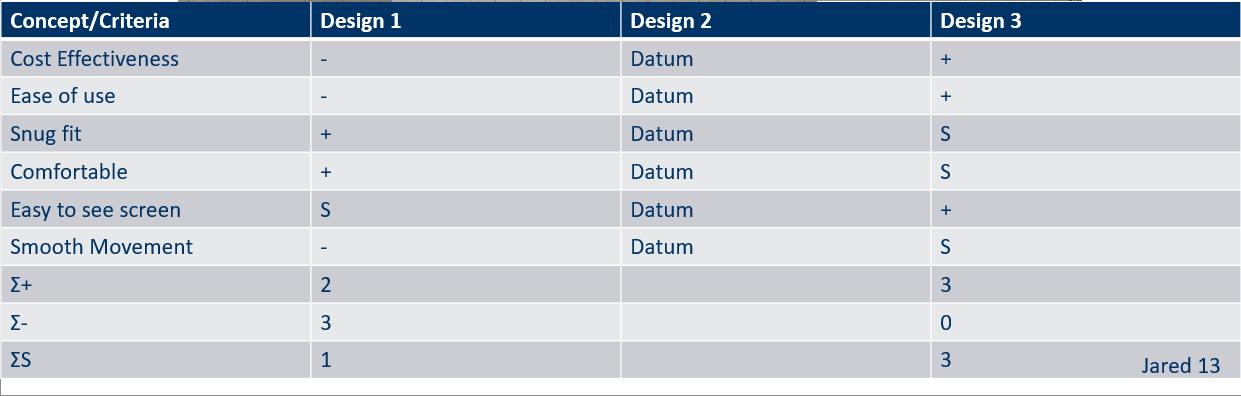 Concept/Criteria Design 1 Design 2 Design 3
Cost Effectiveness - Datum +
Ease of use - Datum +
Snug fit + Datum S
Comfortable + Datum S
Easy to see screen S Datum +
Smooth Movement - Datum S
Σ+ 2 3
Σ- 3 0
ΣS 1 3
Jared 13